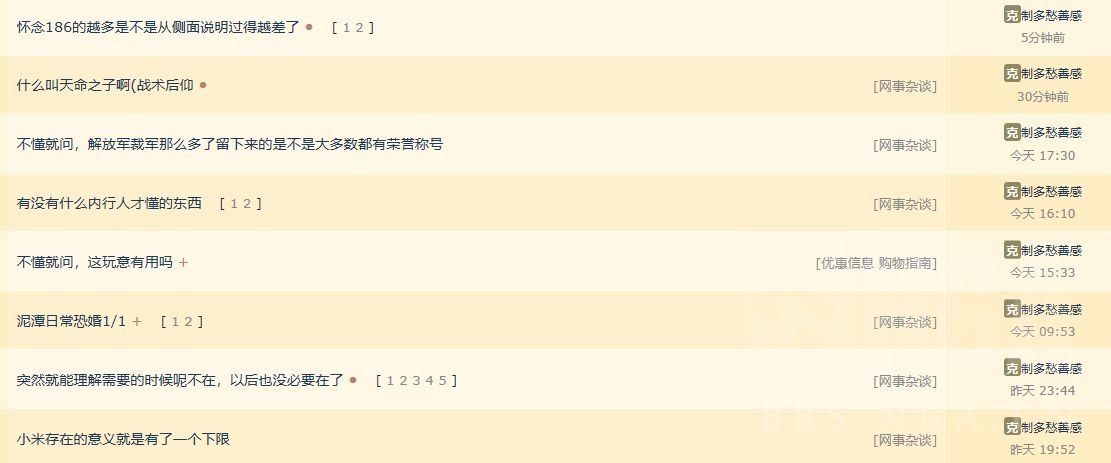 怀念186的越多是不是从侧面说明过得越差了 [ 1 2 ] 克制多愁善感
5分钟前
什么叫天命之子啊(战术后仰 [网事杂谈] 克制多愁善感
30分钟前
不懂就问，解放军裁军那么多了留下来的是不是大多数都有荣誉称号 [网事杂谈] 克制多愁善感
今天 17:30
有没有什么内行人才懂的东西 [ 1 2 ] [网事杂谈] 克制多愁善感
今天 16:10
不懂就问，这玩意有用吗 + [优惠信息 购物指南] 克制多愁善感
今天 15:33
泥潭日常恐婚1/1 + [ 1 2 ] [网事杂谈] 克制多愁善感
今天 09:53
突然就能理解需要的时候呢不在，以后也没必要在了 [ 1 2 3 4 5 ] [网事杂谈] 克制多愁善感
昨天 23:44
小米存在的意义就是有了一个下限 [网事杂谈] 克制多愁善感
昨天 19:52
BBS.NGA.CN